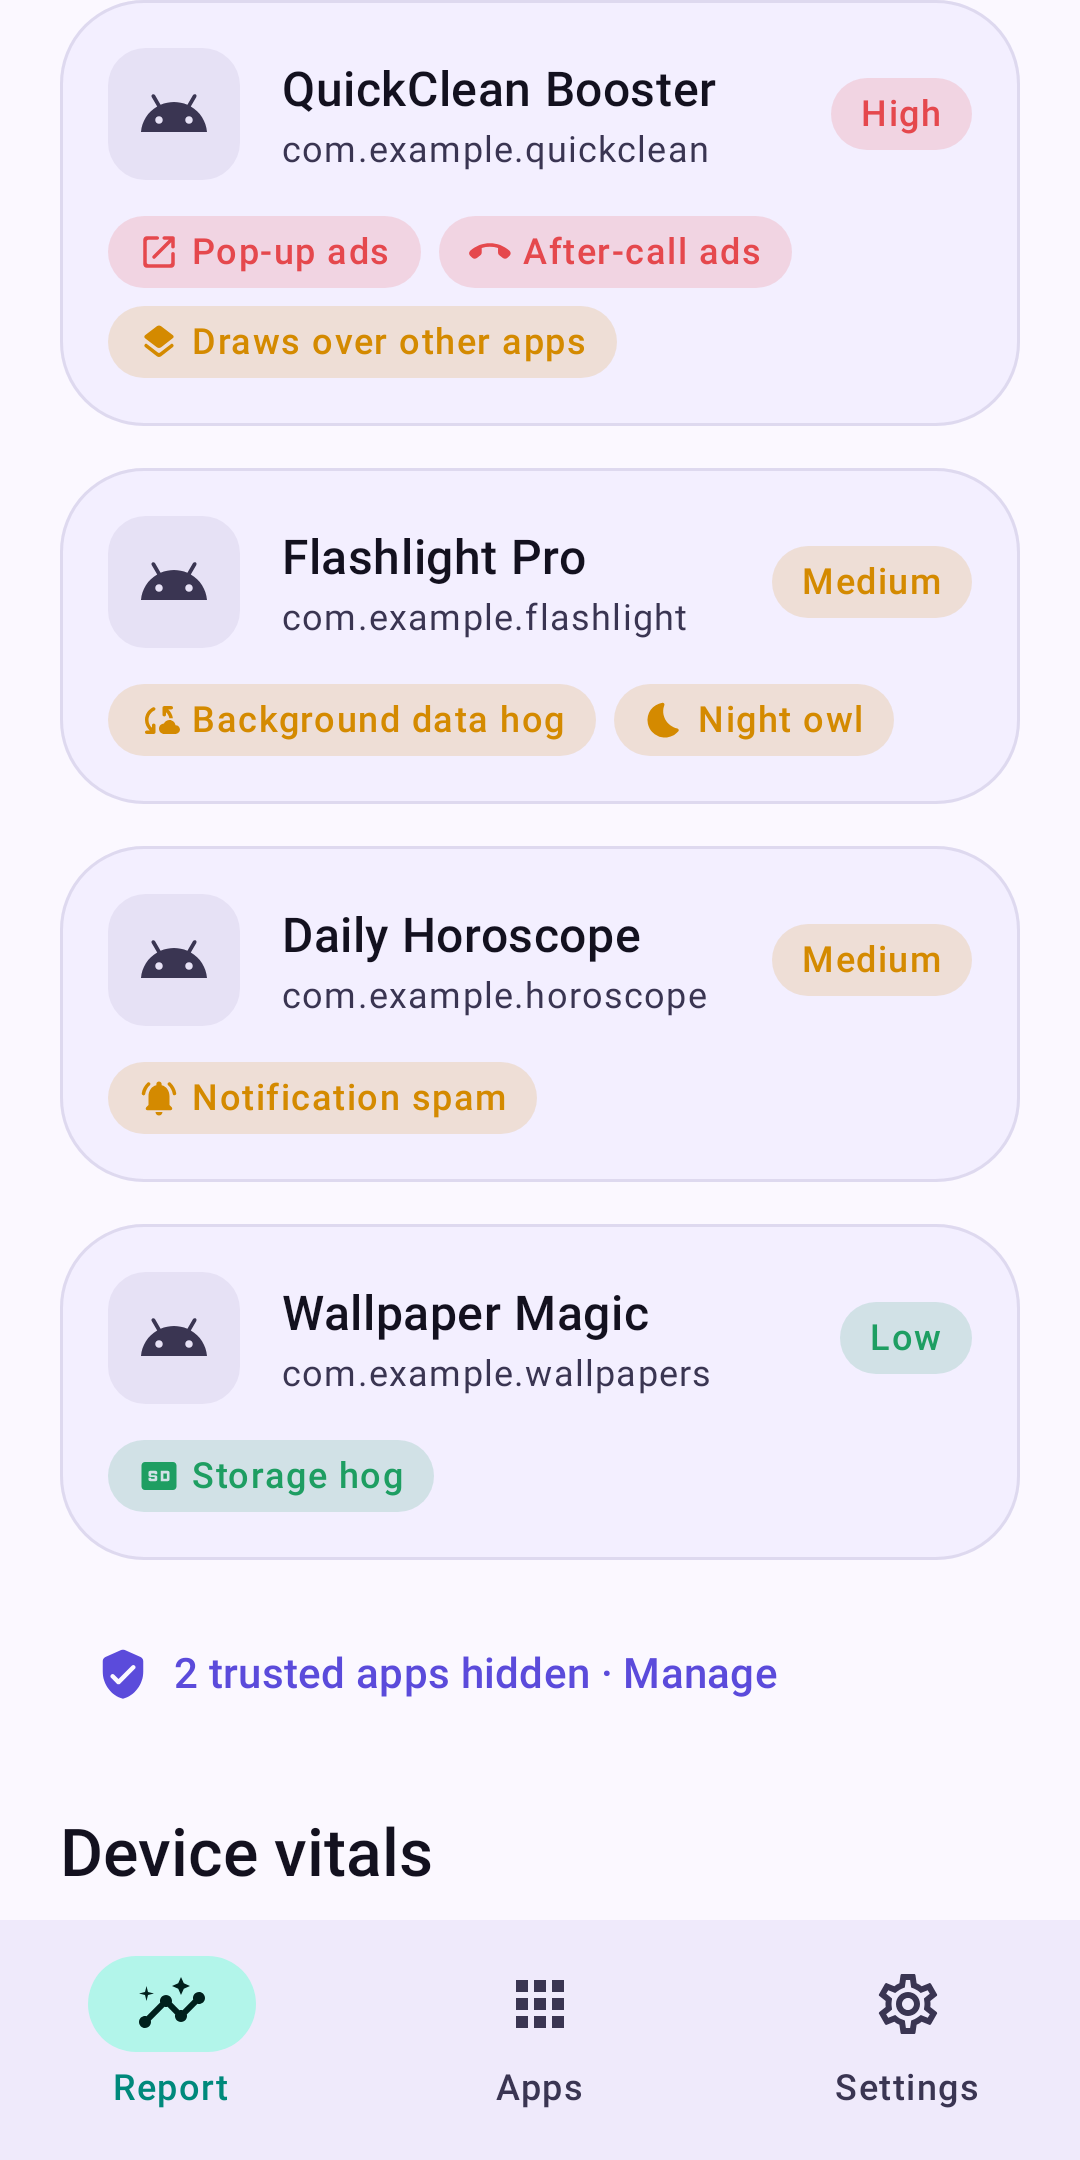 QuickClean Booster
com.example.quickclean
High
Pop-up ads
After-call ads
Draws over other apps
Flashlight Pro
com.example.flashlight
Medium
Background data hog
Night owl
Daily Horoscope
com.example.horoscope
Medium
Notification spam
Wallpaper Magic
com.example.wallpapers
Low
SD
Storage hog
2 trusted apps hidden · Manage
Device vitals
Report
Apps
Settings